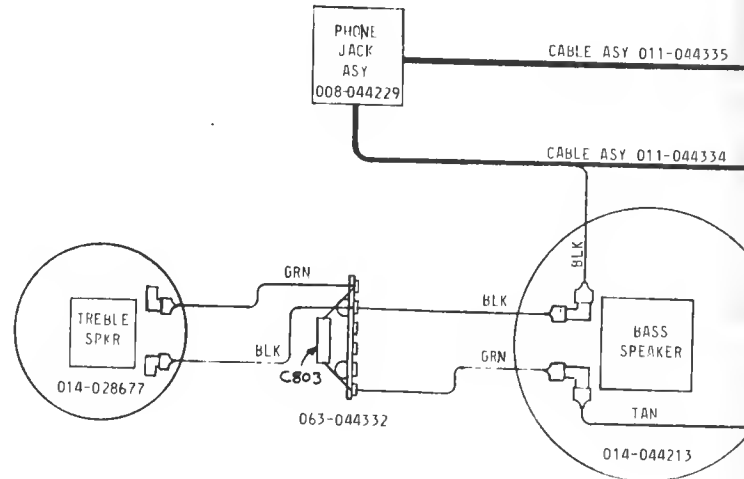 PHONE
JACK
ASY
008-044229
CABLE ASY 011-044335
CABLE ASY 011-044334
BLK
GRN
BLK
TREBLE
SPKR
BLK
C803
GRN
BASS
SPEAKER
014-028677
063-044332
TAN
014-044213